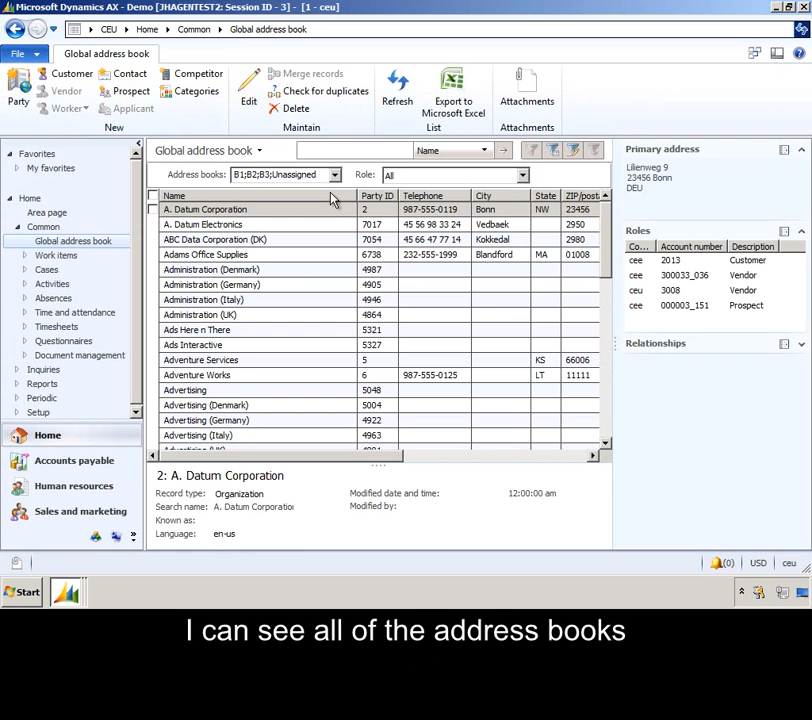 Microsoft Dynamics AX - Demo [JHAGENTEST2: Session ID - 3] - [1 - ceu]
CEU Home Common Global address book
File Global address book
Party
Customer Contact Competitor
Vendor Prospect Categories
Worker Applicant
New
Edit
Merge records
Check for duplicates
Delete
Maintain
Refresh
Export to
Microsoft Excel
List
Attachments
Attachments
Favorites
My favorites
Home
Area page
Common
Global address book
Work items
Cases
Activities
Absences
Time and attendance
Timesheets
Questionnaires
Document management
Inquiries
Reports
Periodic
Setup
Home
Accounts payable
Human resources
Sales and marketing
Global address book Name
Address books: B1;B2;B3;Unassigned Role: All
Name Party ID Telephone City State ZIP/posta
A. Datum Corporation 2 987-555-0119 Bonn NW 23456
A. Datum Electronics 7017 45 56 98 33 24 Vedbaek 2950
ABC Data Corporation (DK) 7054 45 66 47 77 14 Kokkedal 2980
Adams Office Supplies 6738 232-555-1999 Blandford MA 01008
Administration (Denmark) 4987
Administration (Germany) 4905
Administration (Italy) 4946
Administration (UK) 4864
Ads Here n There 5321
Ads Interactive 5327
Adventure Services 5 KS 66006
Adventure Works 6 987-555-0125 LT 11111
Advertising 5048
Advertising (Denmark) 5004
Advertising (Germany) 4922
Advertising (Italy) 4963
2: A. Datum Corporation
Record type: Organization Modified date and time: 12:00:00 am
Search name: A. Datum Corporation Modified by:
Known as:
Language: en-us
Primary address
Lilienweg 9
23456 Bonn
DEU
Roles
Co... Account number Description
cee 2013 Customer
cee 300033_036 Vendor
ceu 3008 Vendor
cee 000003_151 Prospect
Relationships
(0) USD ceu
Start
I can see all of the address books